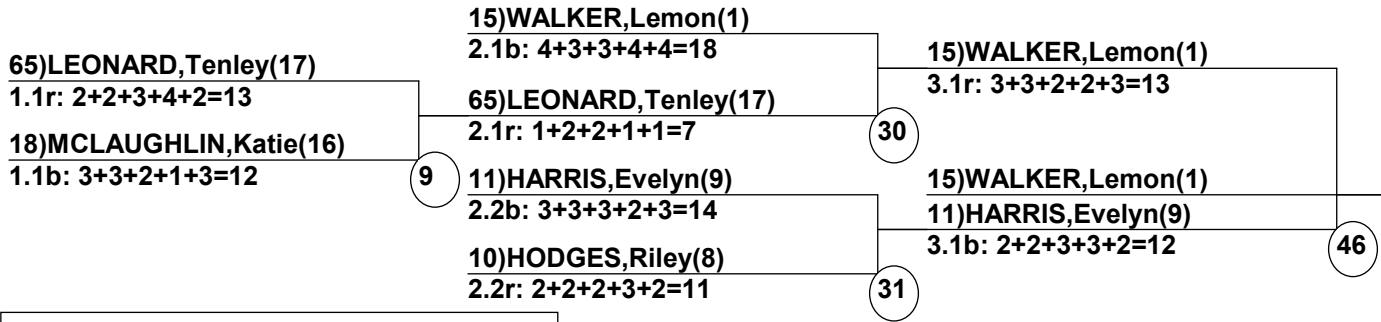 65)LEONARD,Tenley(17)
1.1r: 2+2+3+4+2=13
18)MCLAUGHLIN,Katie(16)
1.1b: 3+3+2+1+3=12
9
15)WALKER,Lemon(1)
2.1b: 4+3+3+4+4=18
65)LEONARD,Tenley(17)
2.1r: 1+2+2+1+1=7
30
11)HARRIS,Evelyn(9)
2.2b: 3+3+3+2+3=14
10)HODGES,Riley(8)
2.2r: 2+2+2+3+2=11
31
15)WALKER,Lemon(1)
3.1r: 3+3+2+2+3=13
15)WALKER,Lemon(1)
11)HARRIS,Evelyn(9)
3.1b: 2+2+3+3+2=12
46